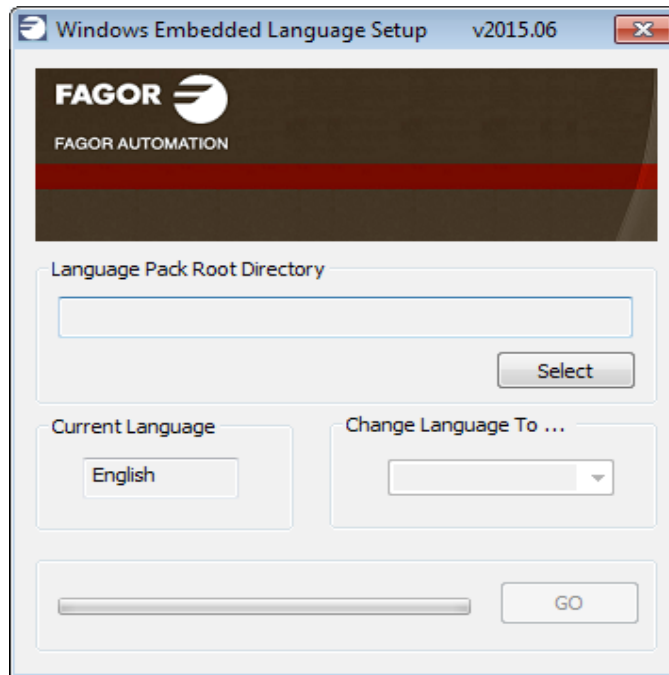 Windows Embedded Language Setup v2015.06
FAGOR
FAGOR AUTOMATION
Language Pack Root Directory
Select
Current Language
English
Change Language To ...
GO